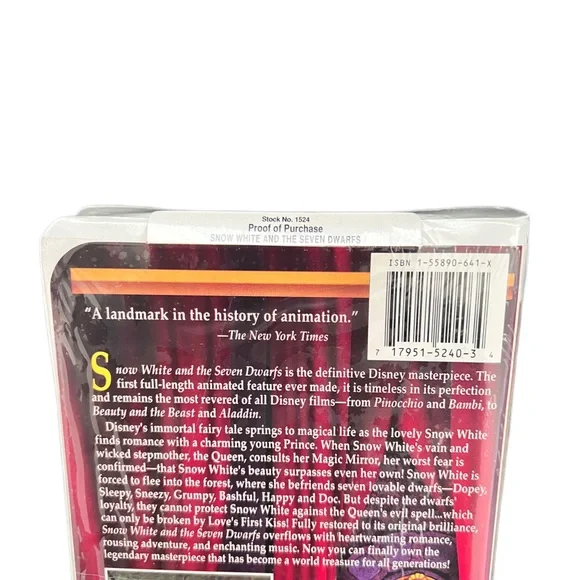 Stock No. 1524
Proof of Purchase
SNOW WHITE AND THE SEVEN DWARFS
ISBN 1-55890-641-X
7 17951-5240-3 4
"A landmark in the history of animation."
—The New York Times
Snow White and the Seven Dwarfs is the definitive Disney masterpiece. The
first full-length animated feature ever made, it is timeless in its perfection
and remains the most revered of all Disney films—from Pinocchio and Bambi, to
Beauty and the Beast and Aladdin.
Disney's immortal fairy tale springs to magical life as the lovely Snow White
finds romance with a charming young Prince. When Snow White's vain and
wicked stepmother, the Queen, consults her Magic Mirror, her worst fear is
confirmed—that Snow White's beauty surpasses even her own! Snow White is
forced to flee into the forest, where she befriends seven lovable dwarfs—Dopey,
Sleepy, Sneezy, Grumpy, Bashful, Happy and Doc. But despite the dwarfs'
loyalty, they cannot protect Snow White against the Queen's evil spell...which
can only be broken by Love's First Kiss! Fully restored to its original brilliance,
Snow White and the Seven Dwarfs overflows with heartwarming romance,
rousing adventure, and enchanting music. Now you can finally own the
legendary masterpiece that has become a world treasure for all generations!